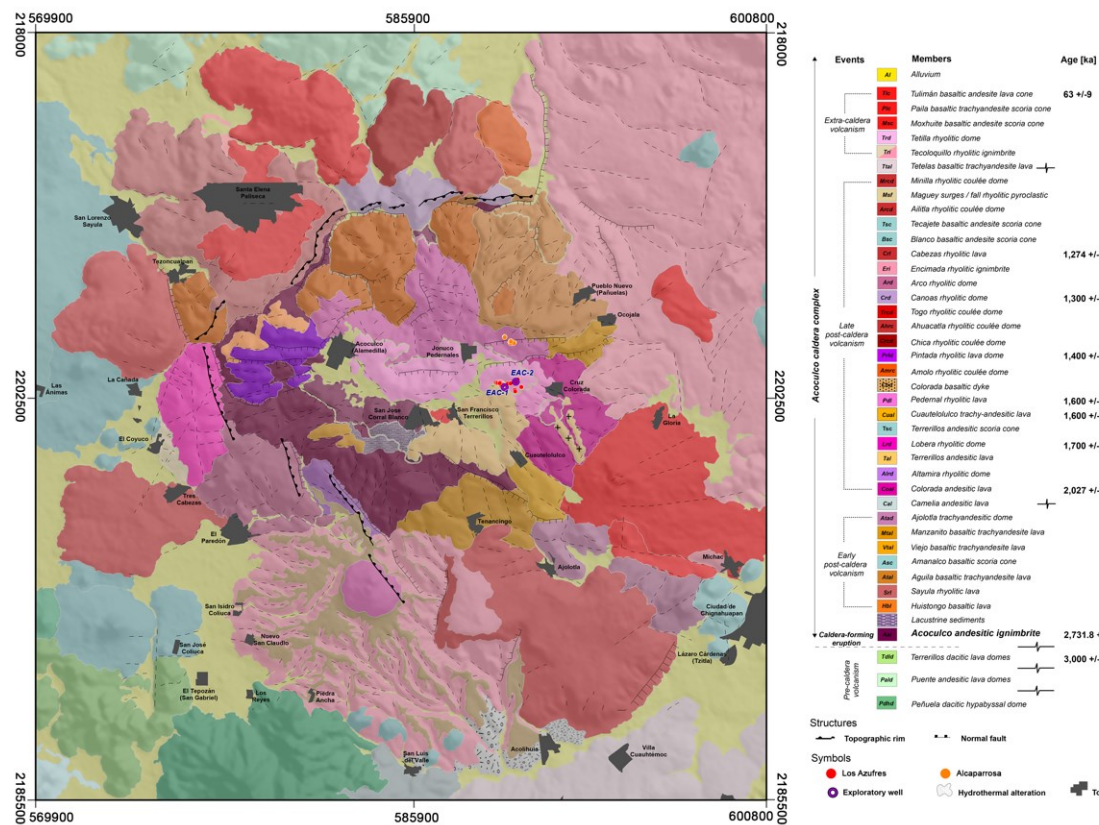 569900 585900 600800
218000 218000
Santa Elena
Paliseca
San Lorenzo
Sayula
Tezoncualpan
Pueblo Nuevo
(Pañuelas)
Ocojala
Acoculco
(Alamedilla)
Jonuco
Pedernales
EAC-2
EAC-1
Cruz
Colorada
Las
Animas
La Cañada
220250
220250
San Jose
Corral Blanco
San Francisco
Terrerillos
La
Gloria
El Coyuco
Cuautelolulco
Tres
Cabezas
Tenancingo
El
Paredón
Ajolotla
Michac
San Isidro
Coliuca
Ciudad de
Chignahuapan
Nuevo
San Claudio
San José
Coliuca
Lázaro Cárdenas
(Tzitla)
El Tepozán
(San Gabriel)
Los
Reyes
Piedra
Ancha
San Luis
del Valle
Acolihuia
Villa
Cuauhtémoc
2185500 2185500
569900 585900 600800
Events Members Age [ka]
Al Alluvium
Tulimán basaltic andesite lava cone 63 +/-9
Paila basaltic trachyandesite scoria cone
Extra-caldera
volcanism
Moxhuite basaltic andesite scoria cone
Trd Tetilla rhyolitic dome
Tri Tecoloquillo rhyolitic ignimbrite
Ttal Tetelas basaltic trachyandesite lava
Minilla rhyolitic coulée dome
Maguey surges / fall rhyolitic pyroclastic
Ailitla rhyolitic coulée dome
Tecajete basaltic andesite scoria cone
Bsc Blanco basaltic andesite scoria cone
Crl Cabezas rhyolitic lava 1,274 +/-
Eri Encimada rhyolitic ignimbrite
Ard Arco rhyolitic dome
Crd Canoas rhyolitic dome 1,300 +/-
Togo rhyolitic coulée dome
Late
post-caldera
volcanism
Ahuacatla rhyolitic coulée dome
Chica rhyolitic coulée dome
Pintada rhyolitic lava dome 1,400 +/-
Amolo rhyolitic coulée dome
Colorada basaltic dyke
Pdl Pedernal rhyolitic lava 1,600 +/-
Cual Cuautelolulco trachy-andesitic lava 1,600 +/-
Tsc Terrerillos andesitic scoria cone
Lrd Lobera rhyolitic dome 1,700 +/-
Tal Terrerillos andesitic lava
Alrd Altamira rhyolitic dome
Colorada andesitic lava 2,027 +/-
Cal Camelia andesitic lava
Atad Ajolotla trachyandesitic dome
Mtal Manzanito basaltic trachyandesite lava
Early
post-caldera
volcanism
Vtal Viejo basaltic trachyandesite lava
Asc Amanalco basaltic scoria cone
Atal Aguila basaltic trachyandesite lava
Srl Sayula rhyolitic lava
Hbl Huistongo basaltic lava
Lacustrine sediments
Caldera-forming
eruption
Acoculco andesitic ignimbrite 2,731.8 +
Acoculco caldera complex
Pre-caldera
volcanism
Tdld Terrerillos dacitic lava domes 3,000 +/-
Pald Puente andesitic lava domes
Pdhd Peñuela dacitic hypabyssal dome
Structures
Topographic rim Normal fault
Symbols
Los Azufres Alcaparrosa
Exploratory well Hydrothermal alteration To